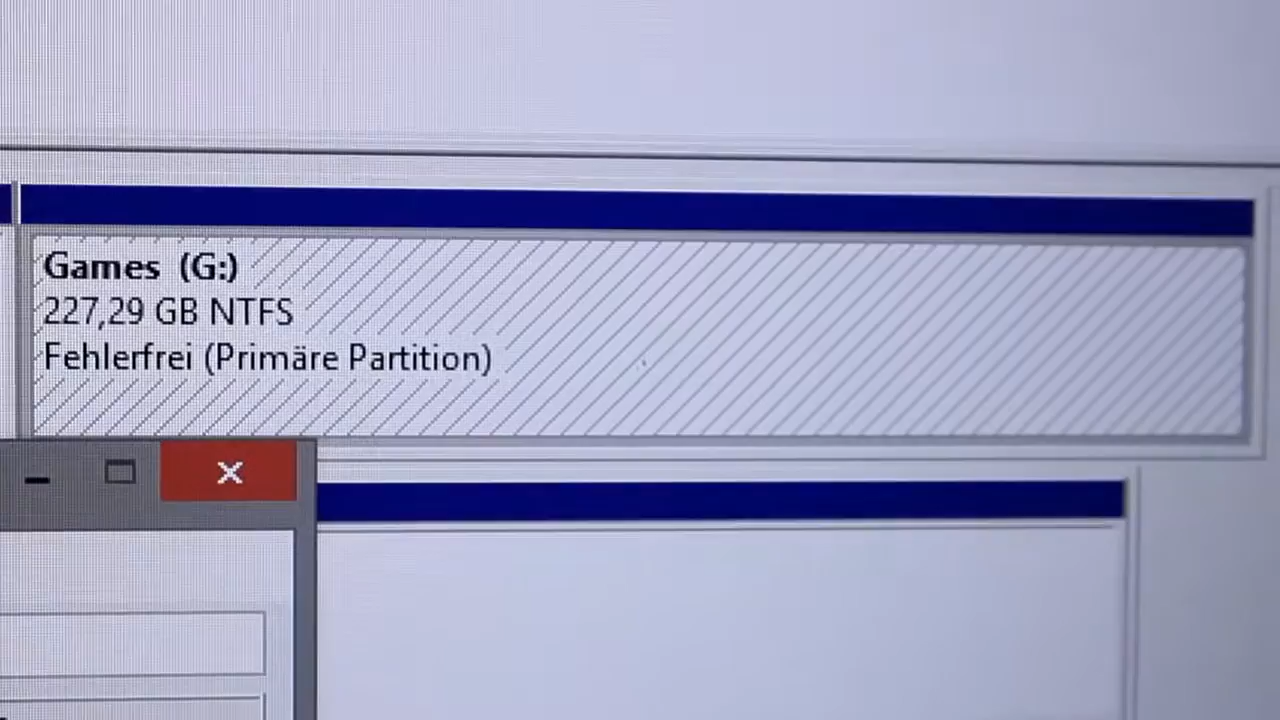 Games (G:)
227,29 GB NTFS
Fehlerfrei (Primäre Partition)